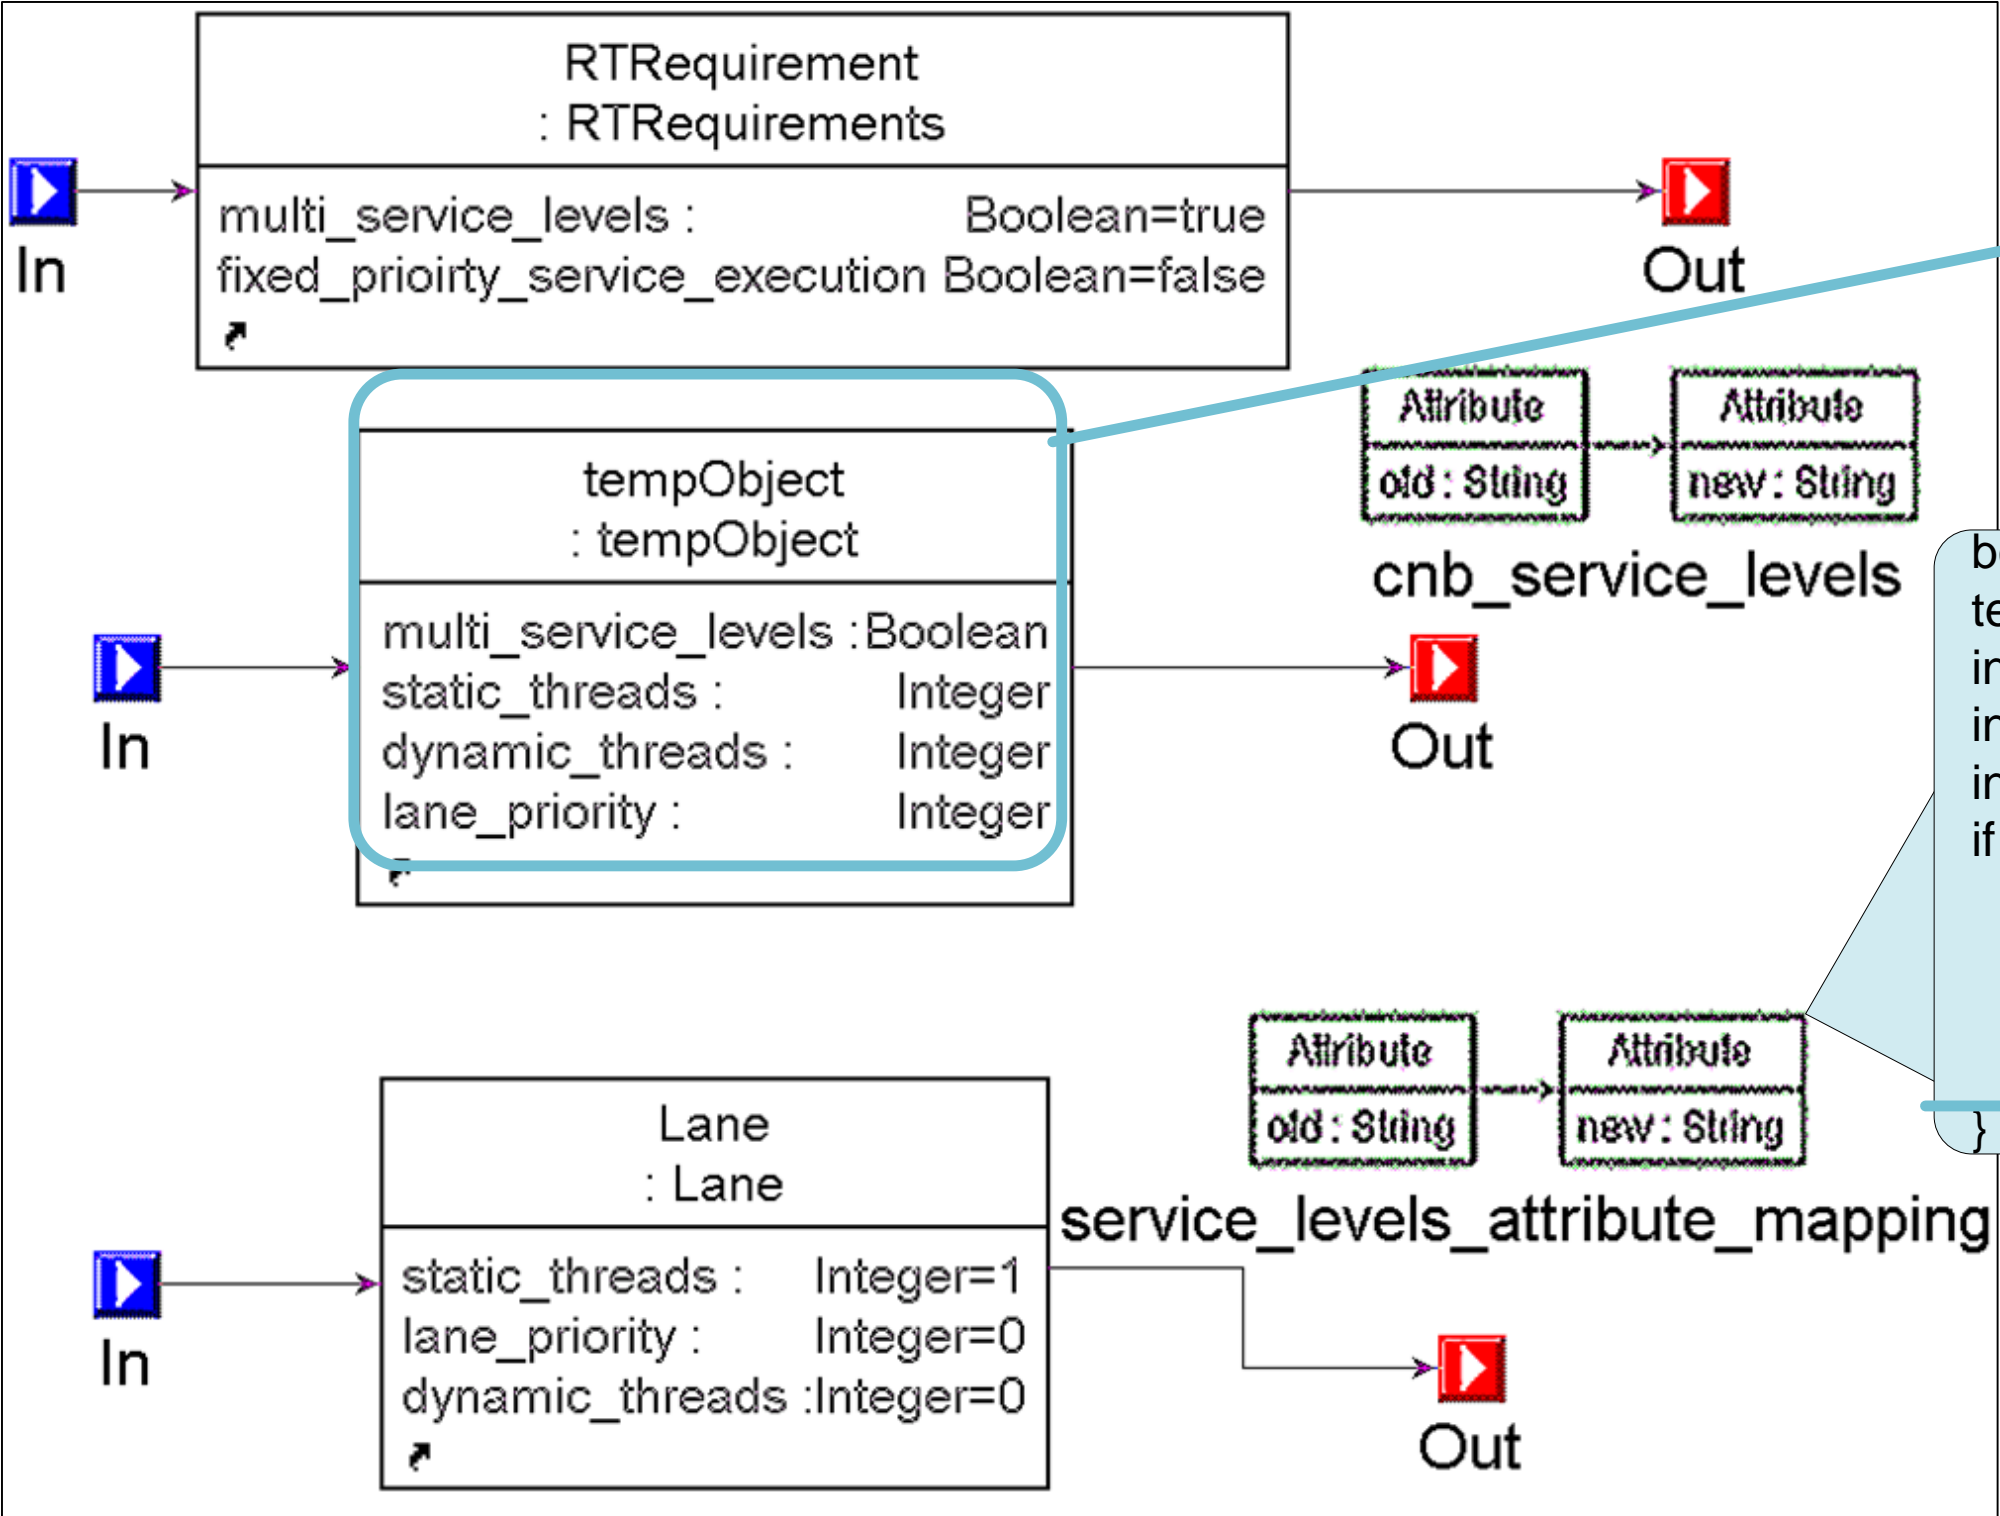 RTRequirement
: RTRequirements
multi_service_levels : Boolean=true
fixed_prioirty_service_execution Boolean=false
In
Out
tempObject
: tempObject
multi_service_levels :Boolean
static_threads : Integer
dynamic_threads : Integer
lane_priority : Integer
In
Out
Attribute
old : String
Attribute
new : String
cnb_service_levels
if
}
Attribute
old : String
Attribute
new : String
service_levels_attribute_mapping
Lane
: Lane
static_threads : Integer=1
lane_priority : Integer=0
dynamic_threads :Integer=0
In
Out